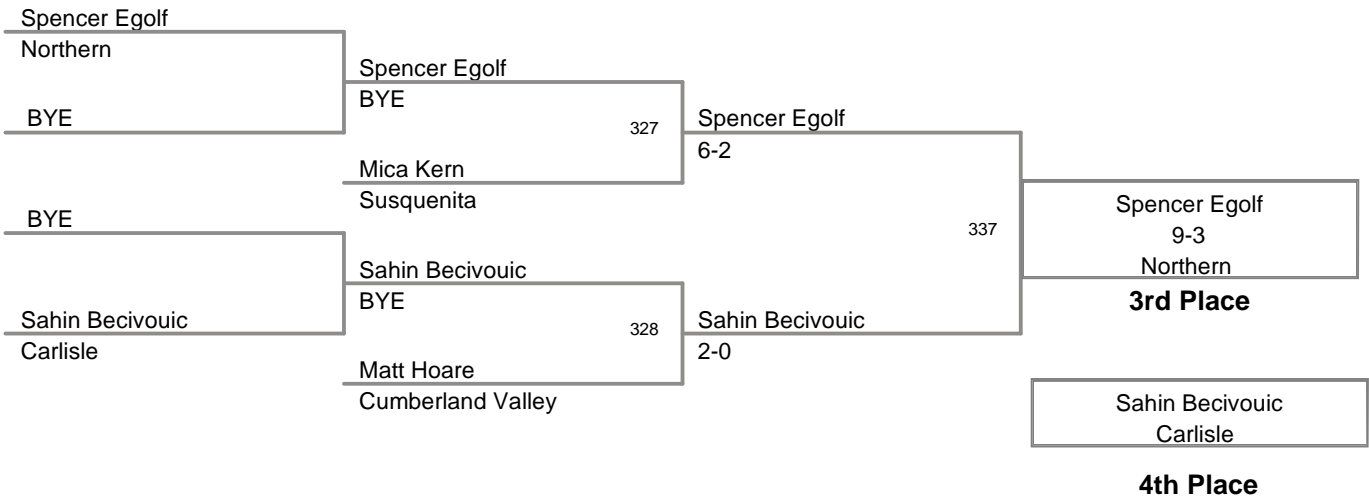 Spencer Egolf
Northern
Spencer Egolf
BYE
BYE
327
Spencer Egolf
6-2
Mica Kern
Susquenita
BYE
337
Spencer Egolf
9-3
Northern
3rd Place
Sahin Becivouic
BYE
Sahin Becivouic
Carlisle
328
Sahin Becivouic
2-0
Matt Hoare
Cumberland Valley
Sahin Becivouic
Carlisle
4th Place